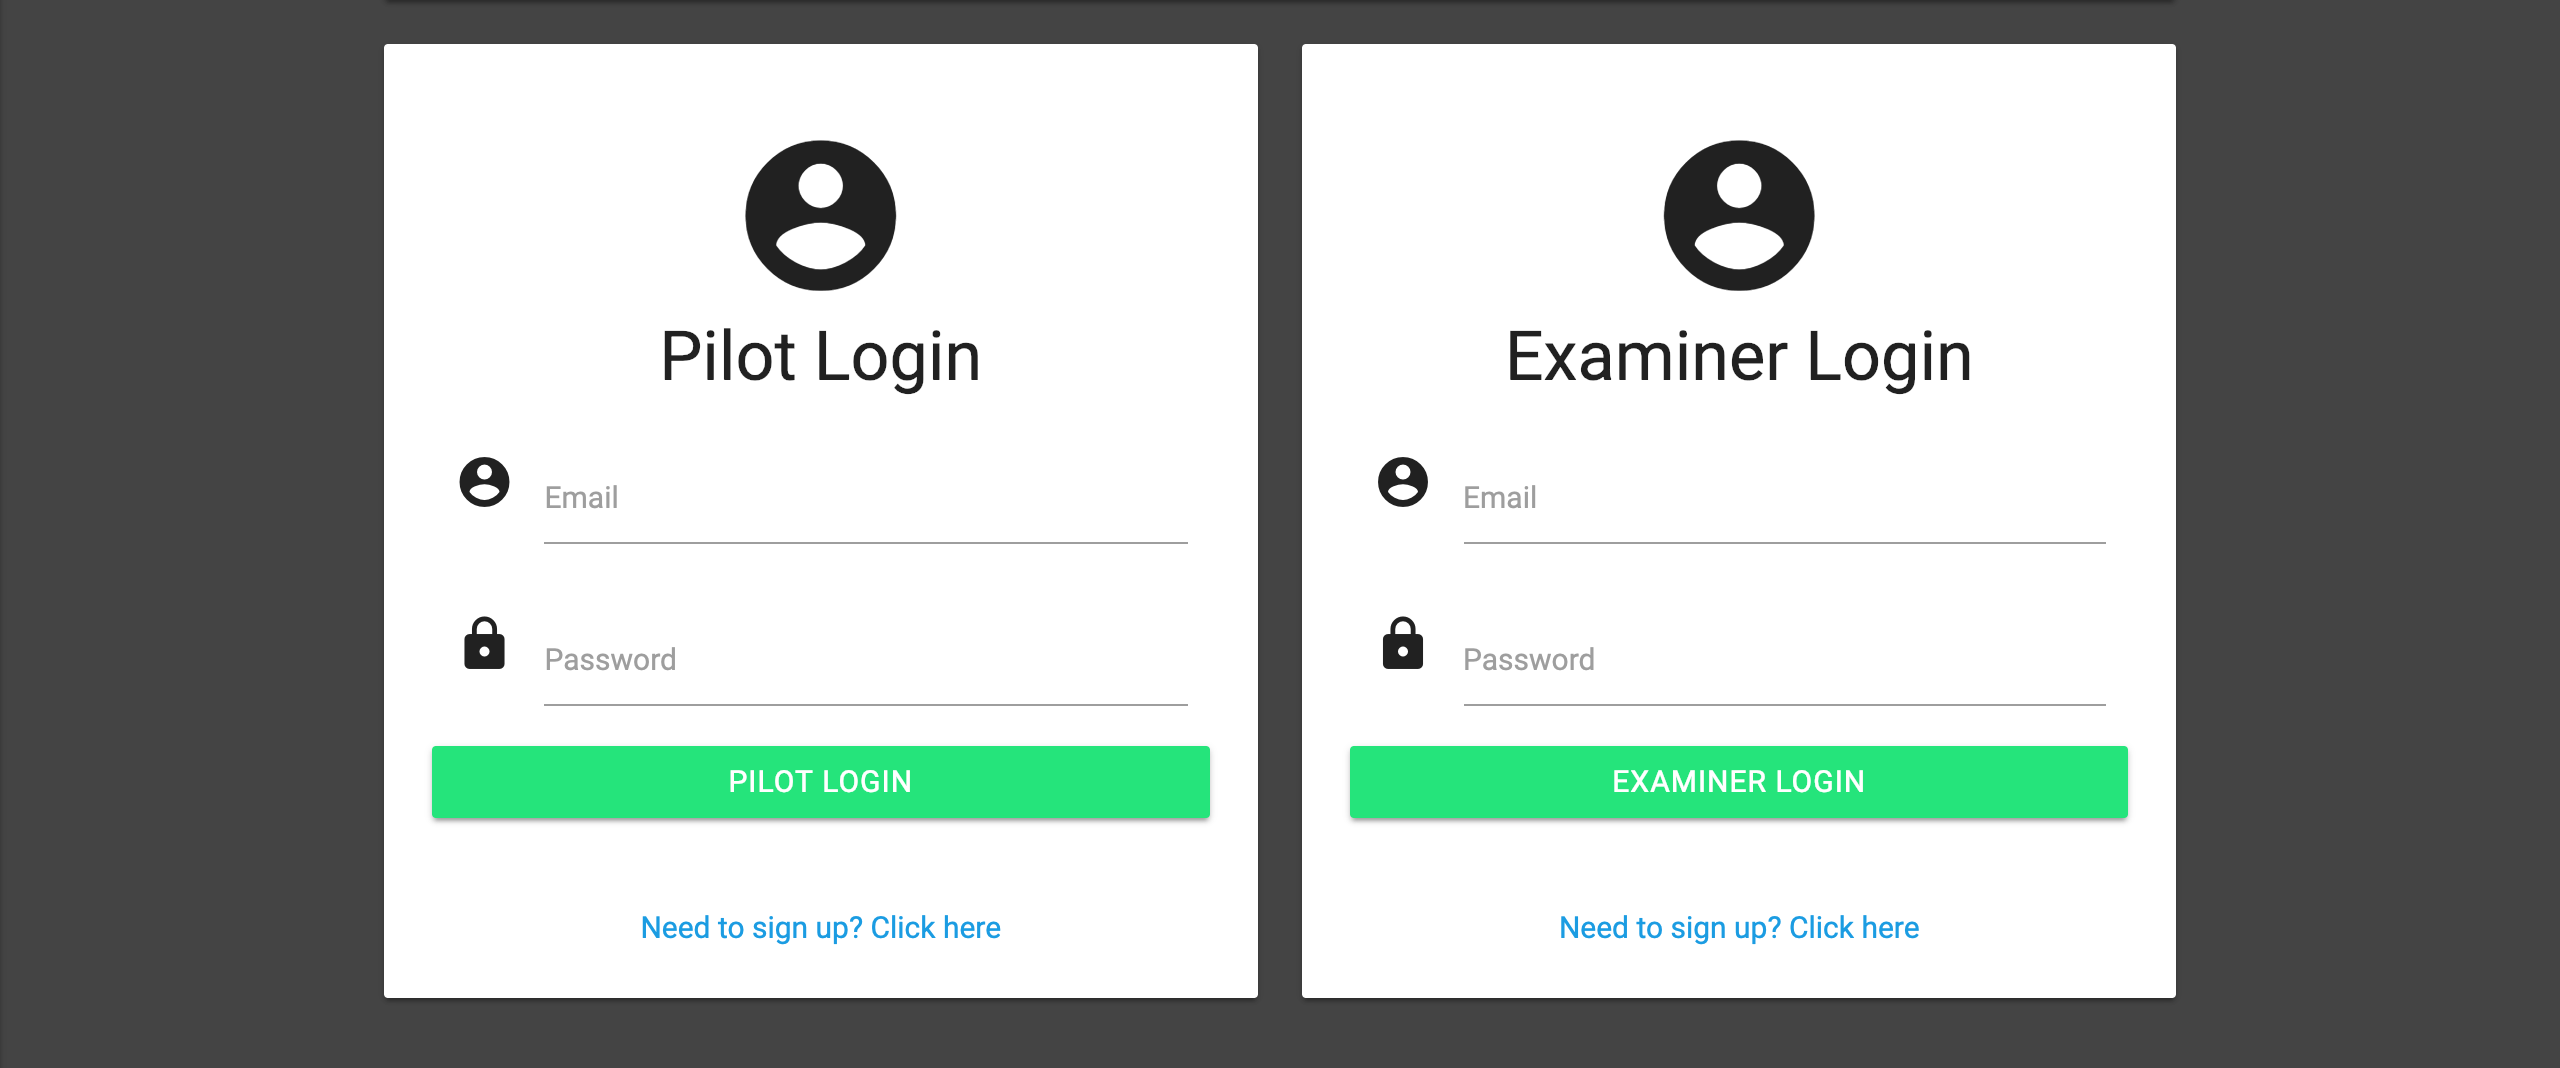 Pilot Login
Email
Password
PILOT LOGIN
Need to sign up? Click here
Examiner Login
Email
Password
EXAMINER LOGIN
Need to sign up? Click here